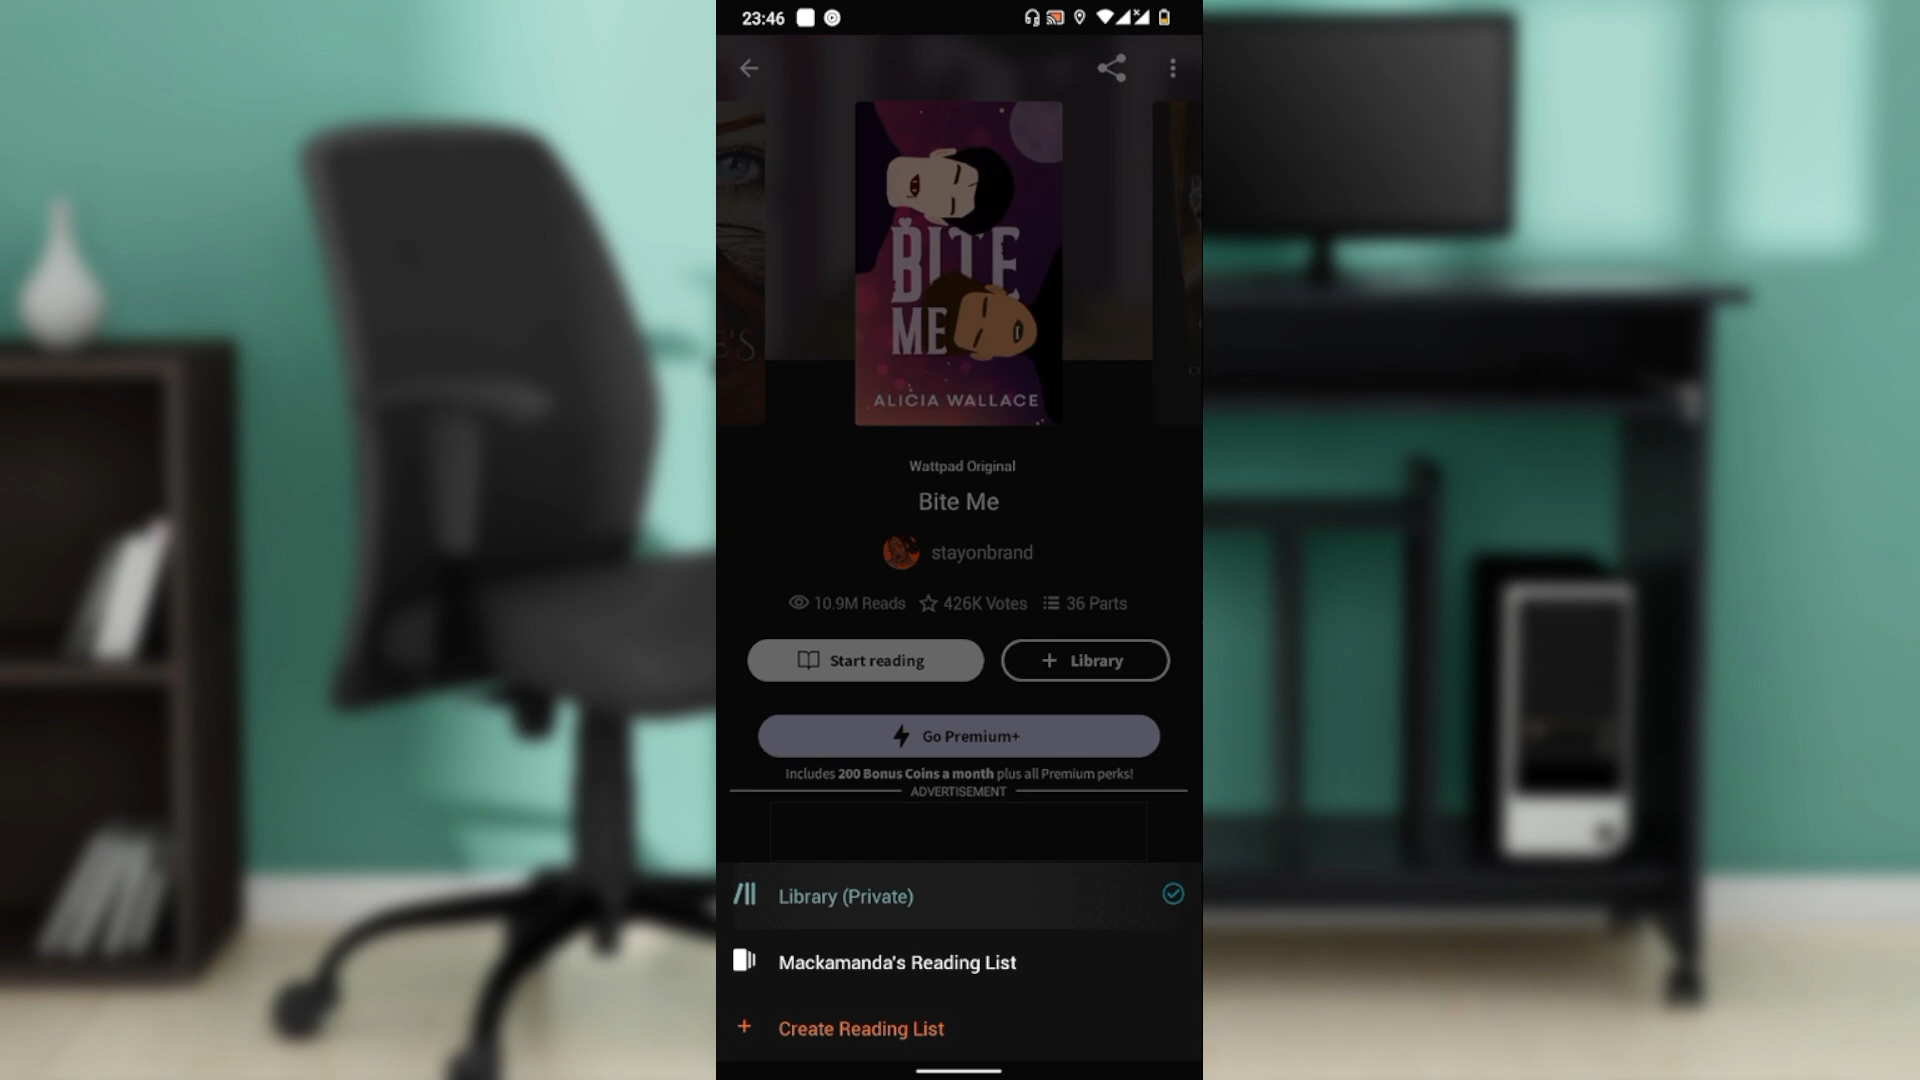 23:46
E'S
BITE
ME
ALICIA WALLACE
Wattpad Original
Bite Me
stayonbrand
10.9M Reads 426K Votes 36 Parts
Start reading
+ Library
Go Premium+
Includes 200 Bonus Coins a month plus all Premium perks!
ADVERTISEMENT
Library (Private)
Mackamanda's Reading List
+ Create Reading List